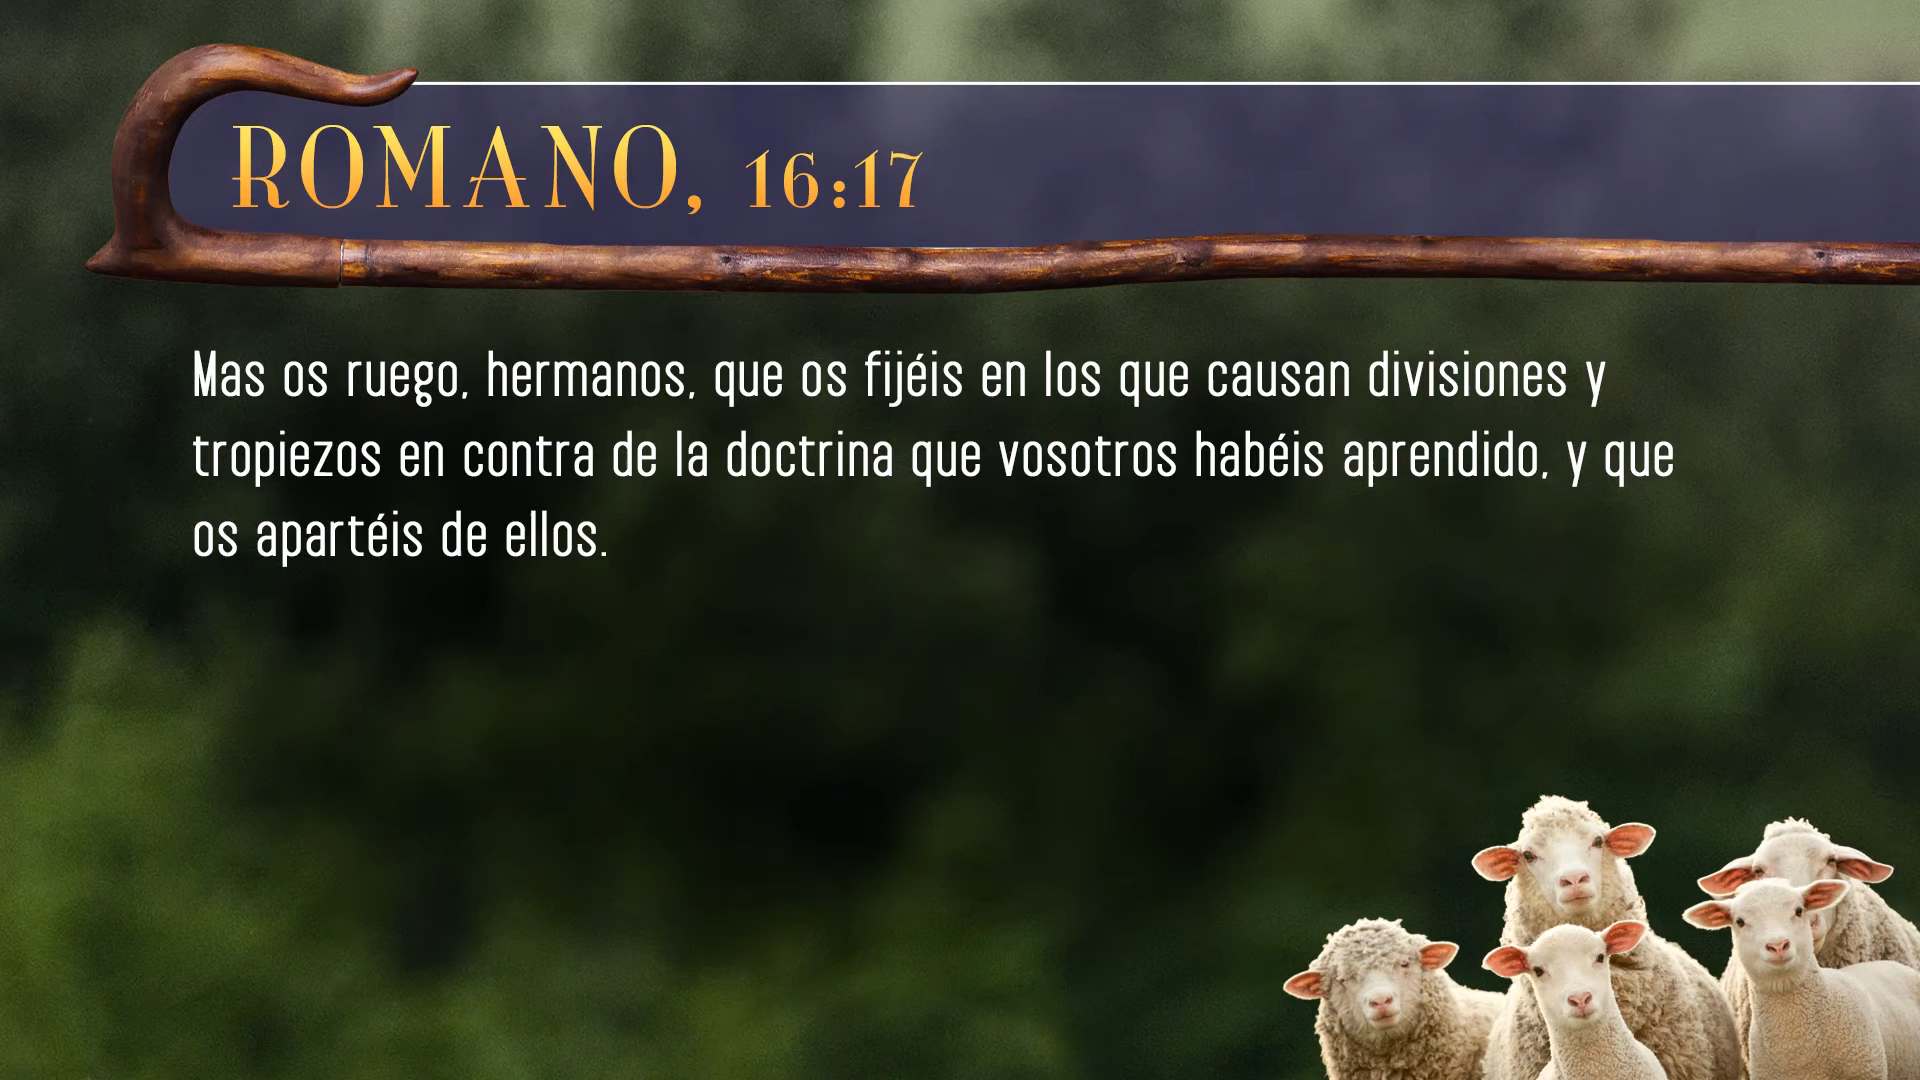 ROMANO, 16:17
Mas os ruego, hermanos, que os fijéis en los que causan divisiones y
tropiezos en contra de la doctrina que vosotros habéis aprendido, y que
os apartéis de ellos.